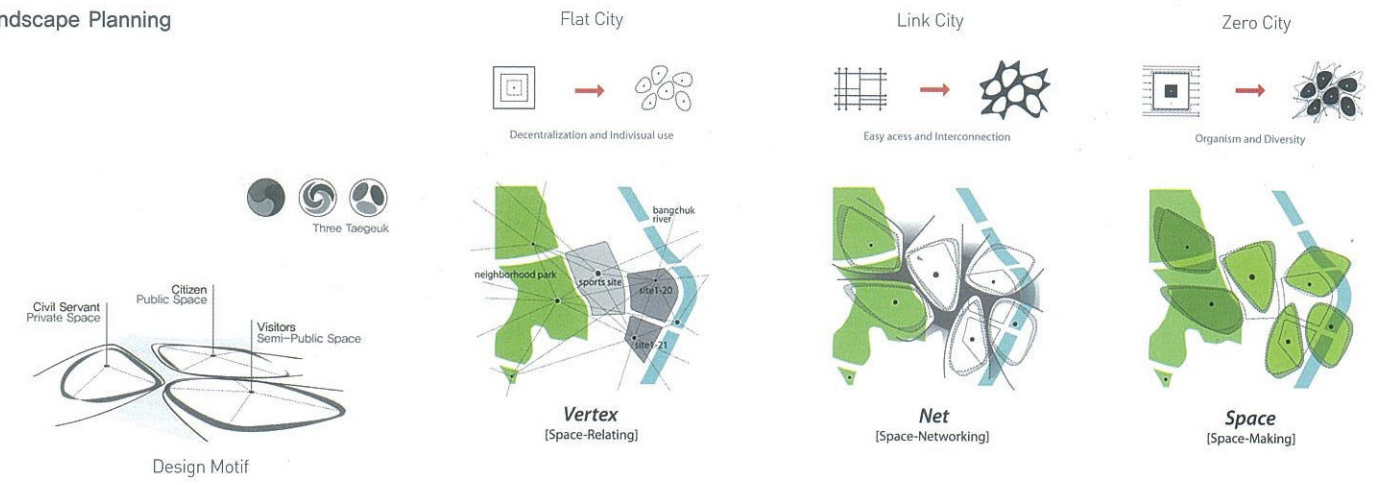 ndscape Planning
Flat City
Link City
Zero City
Decentralization and Indivisual use
Easy acess and Interconnection
Organism and Diversity
Three Taegeuk
Civil Servant
Private Space
Citizen
Public Space
Visitors
Semi-Public Space
Design Motif
bangchuk
river
neighborhood park
sports site
site1-20
site1-21
Vertex
[Space-Relating]
Net
[Space-Networking]
Space
[Space-Making]